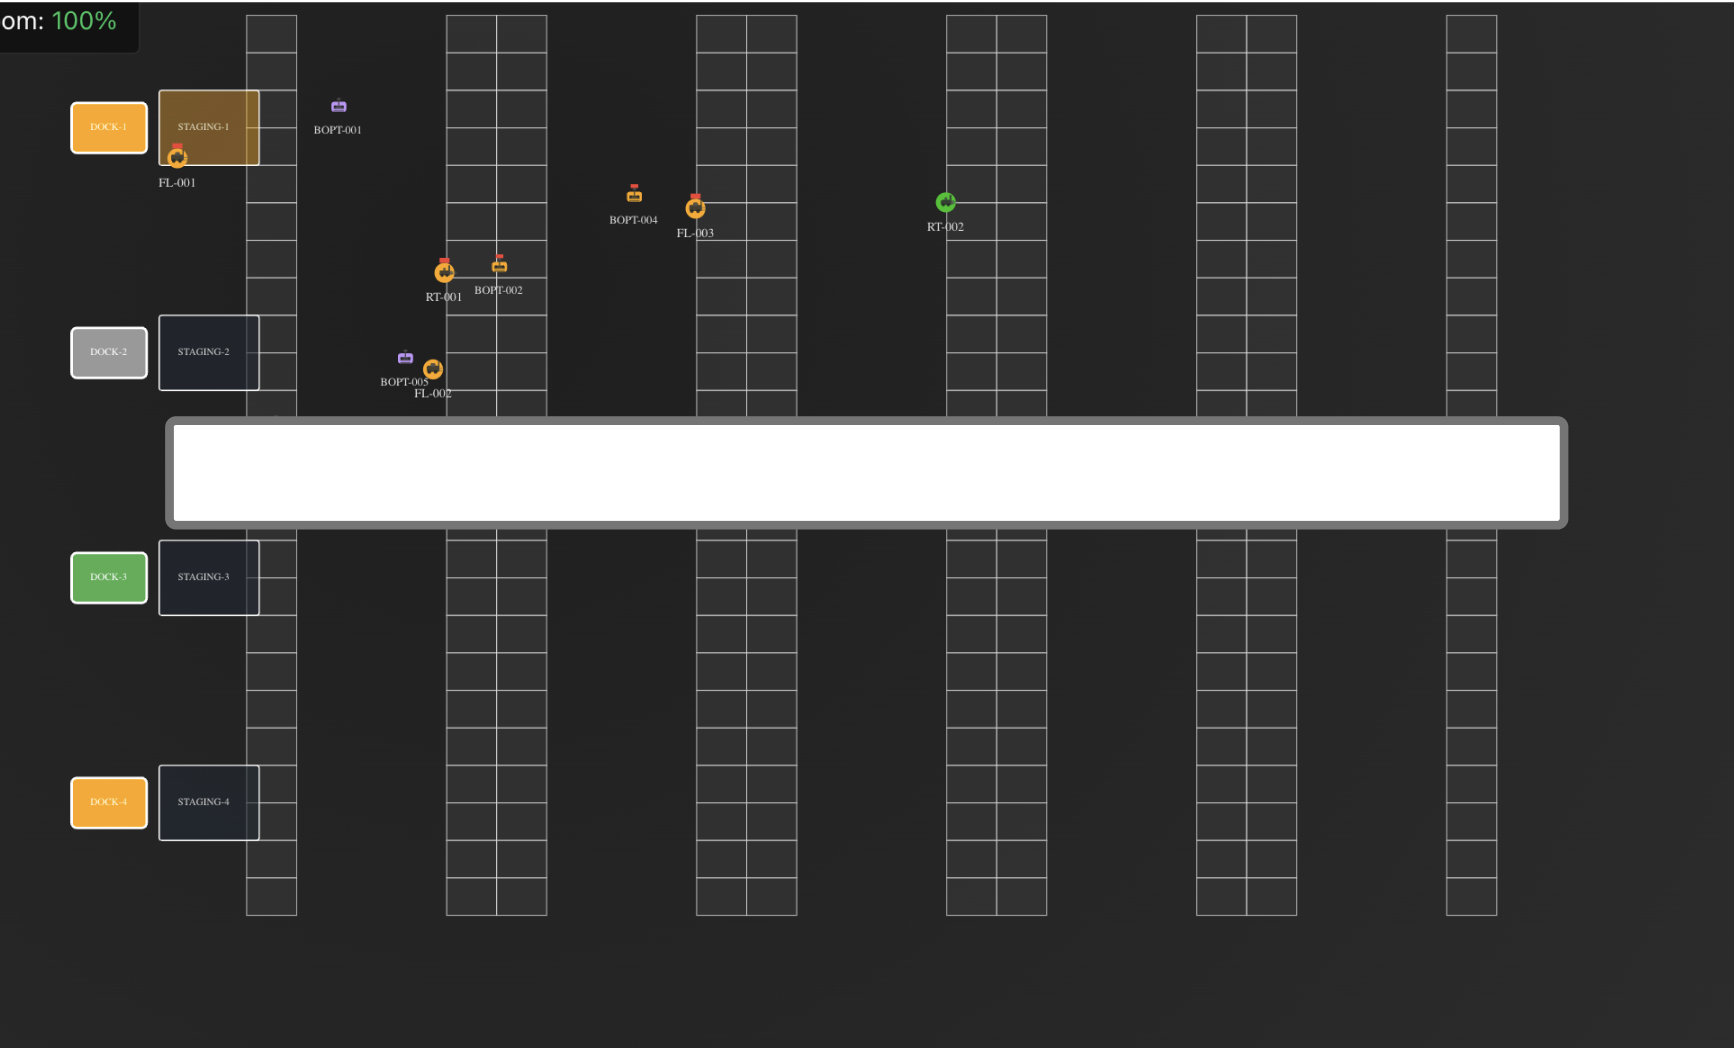 om: 100%
DOCK-1
STAGING-1
BOPT-001
FL-001
BOPT-004
FL-003
RT-002
RT-001
BOPT-002
DOCK-2
STAGING-2
BOPT-005
FL-002
DOCK-3
STAGING-3
DOCK-4
STAGING-4